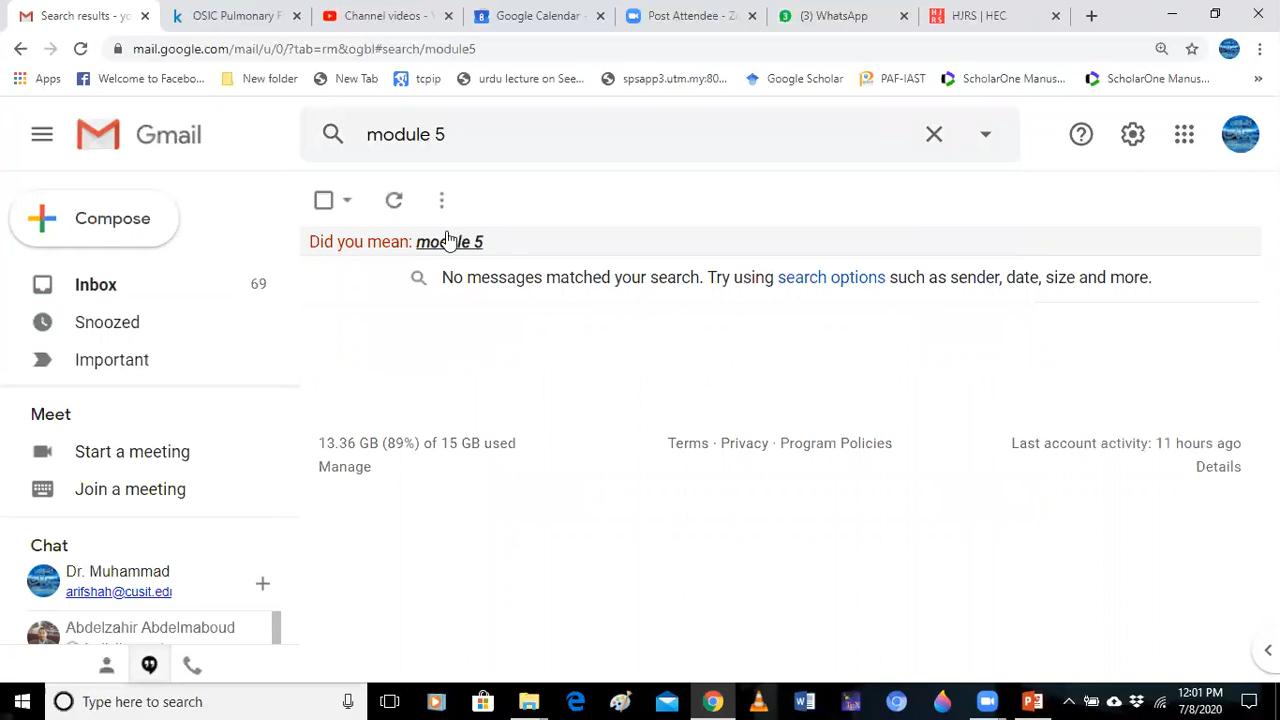 Search results - yo
OSIC Pulmonary F
Channel videos - Y
Google Calendar -
Post Attendee - Z
(3) WhatsApp
HJRS | HEC
mail.google.com/mail/u/0/?tab=rm&ogbl#search/module5
Apps
Welcome to Facebo...
New folder
New Tab
tcpip
urdu lecture on See...
spsapp3.utm.my:80...
Google Scholar
PAF-IAST
ScholarOne Manus...
ScholarOne Manus...
»
Gmail
module 5
Compose
Did you mean: module 5
No messages matched your search. Try using search options such as sender, date, size and more.
Inbox 69
Snoozed
Important
Meet
Start a meeting
Join a meeting
13.36 GB (89%) of 15 GB used
Manage
Terms · Privacy · Program Policies
Last account activity: 11 hours ago
Details
Chat
Dr. Muhammad
arifshah@cusit.edu
Abdelzahir Abdelmaboud
Type here to search
12:01 PM
7/8/2020